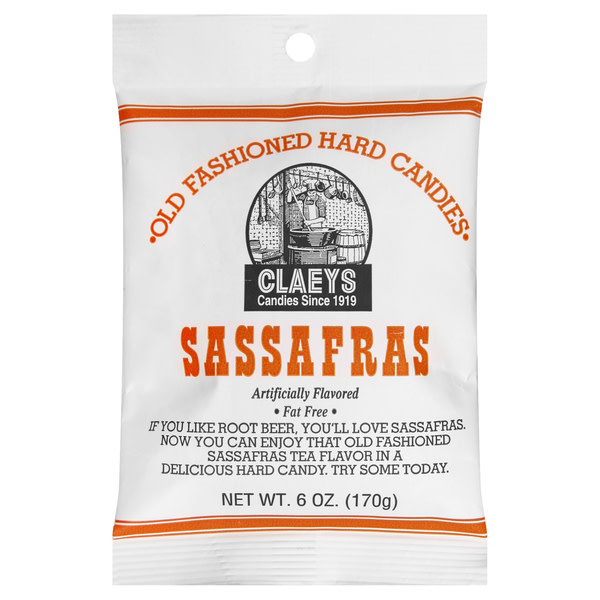 •OLD FASHIONED HARD CANDIES•
CLAEYS
Candies Since 1919
SASSAFRAS
Artificially Flavored
• Fat Free •
IF YOU LIKE ROOT BEER, YOU'LL LOVE SASSAFRAS.
NOW YOU CAN ENJOY THAT OLD FASHIONED
SASSAFRAS TEA FLAVOR IN A
DELICIOUS HARD CANDY. TRY SOME TODAY.
NET WT. 6 OZ. (170g)